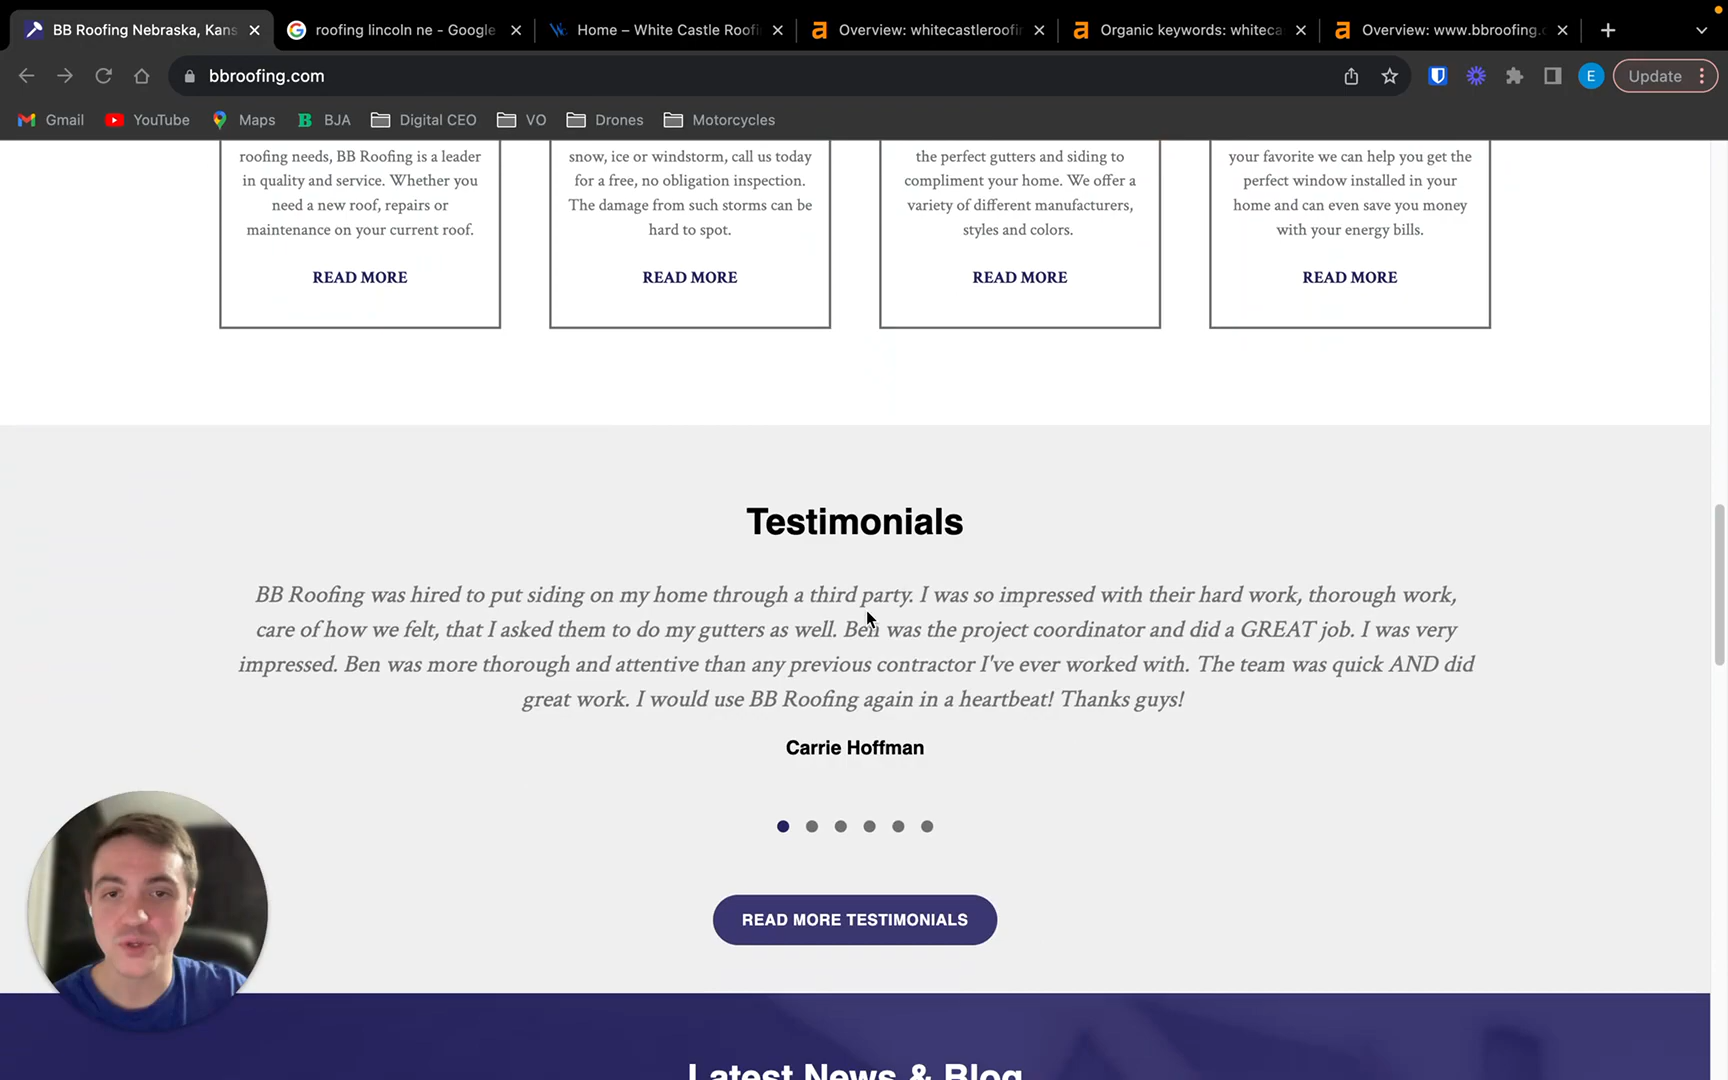 BB Roofing Nebraska, Kans
roofing lincoln ne - Google
Home – White Castle Roofi
Overview: whitecastleroofin
Organic keywords: whiteca
Overview: www.bbroofing.c
bbroofing.com
E
Update
Gmail
YouTube
Maps
BJA
Digital CEO
VO
Drones
Motorcycles
roofing needs, BB Roofing is a leader
in quality and service. Whether you
need a new roof, repairs or
maintenance on your current roof.
READ MORE
snow, ice or windstorm, call us today
for a free, no obligation inspection.
The damage from such storms can be
hard to spot.
READ MORE
the perfect gutters and siding to
compliment your home. We offer a
variety of different manufacturers,
styles and colors.
READ MORE
your favorite we can help you get the
perfect window installed in your
home and can even save you money
with your energy bills.
READ MORE
Testimonials
BB Roofing was hired to put siding on my home through a third party. I was so impressed with their hard work, thorough work,
care of how we felt, that I asked them to do my gutters as well. Ben was the project coordinator and did a GREAT job. I was very
impressed. Ben was more thorough and attentive than any previous contractor I've ever worked with. The team was quick AND did
great work. I would use BB Roofing again in a heartbeat! Thanks guys!
Carrie Hoffman
READ MORE TESTIMONIALS
Latest News & Blog